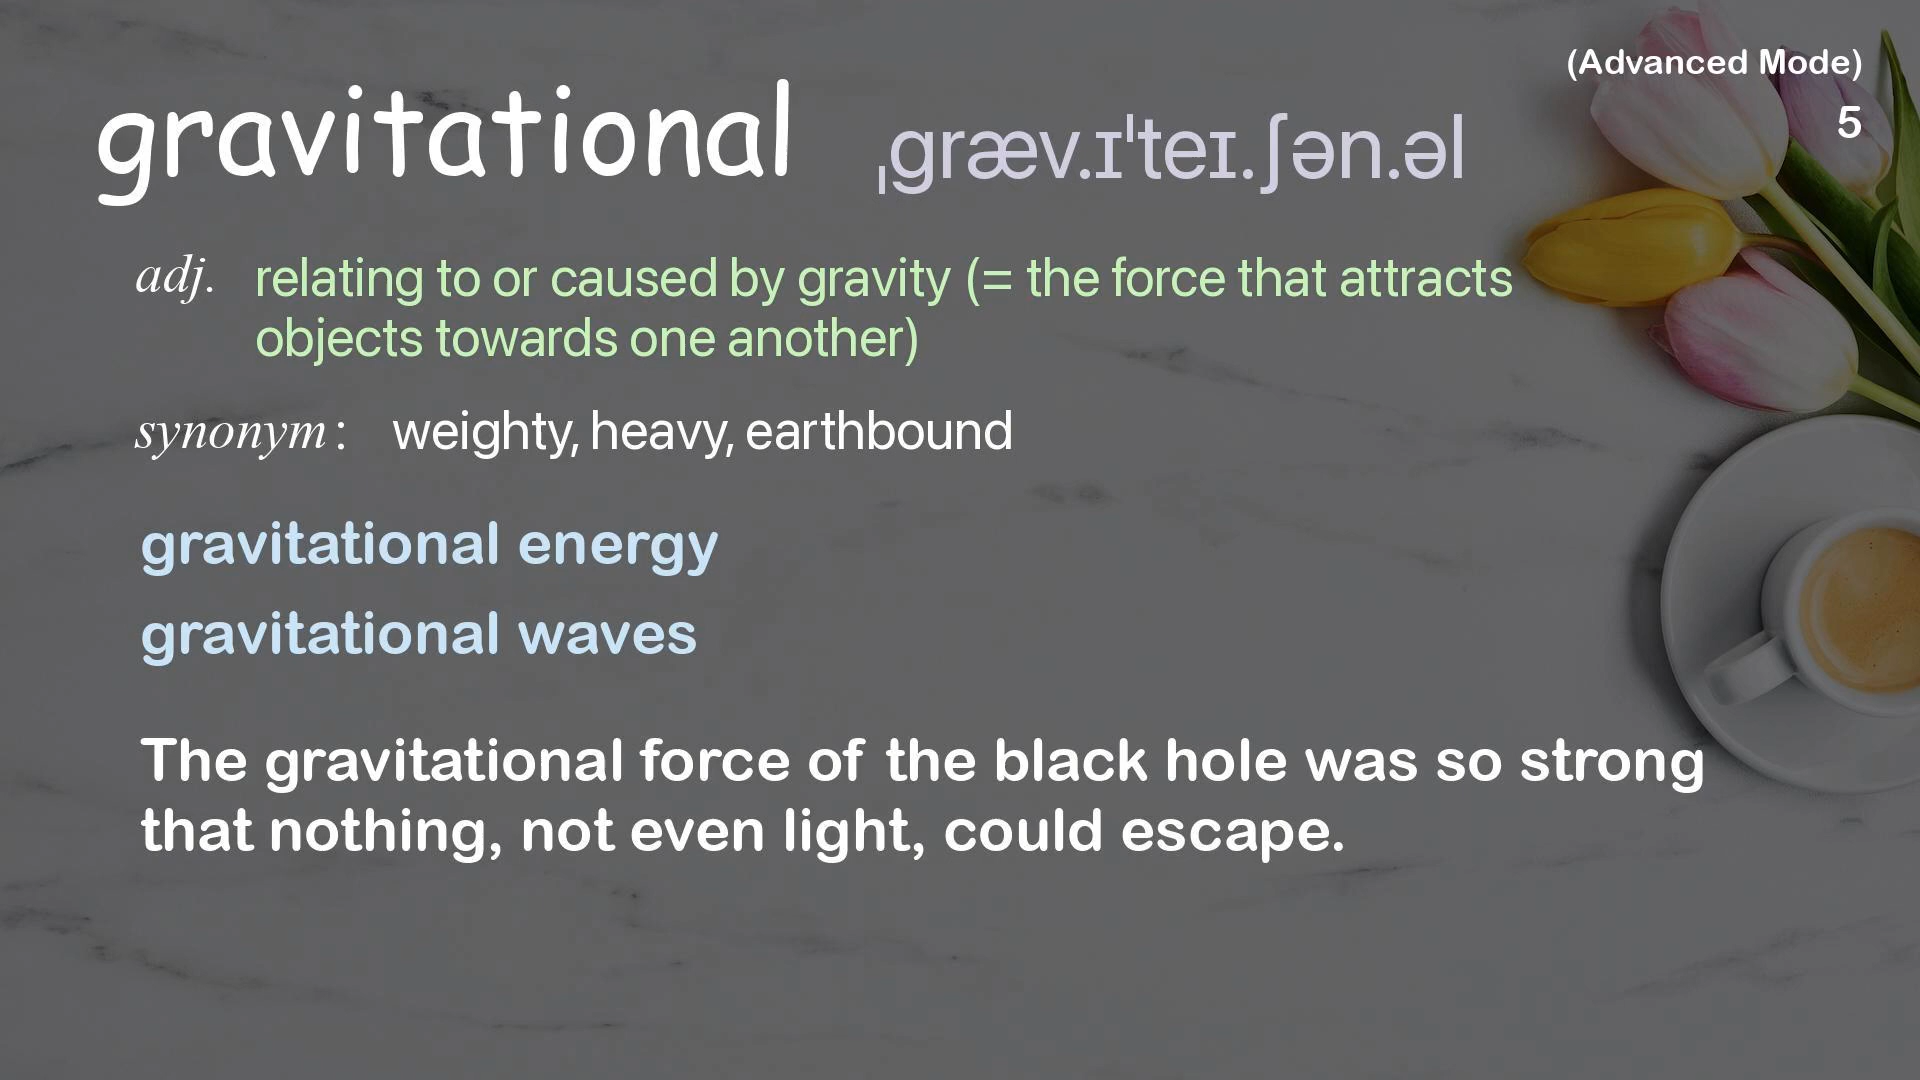 (Advanced Mode)
5
gravitational ˌɡræv.ɪˈteɪ.ʃən.əl
adj. relating to or caused by gravity (= the force that attracts
objects towards one another)
synonym: weighty, heavy, earthbound
gravitational energy
gravitational waves
The gravitational force of the black hole was so strong
that nothing, not even light, could escape.